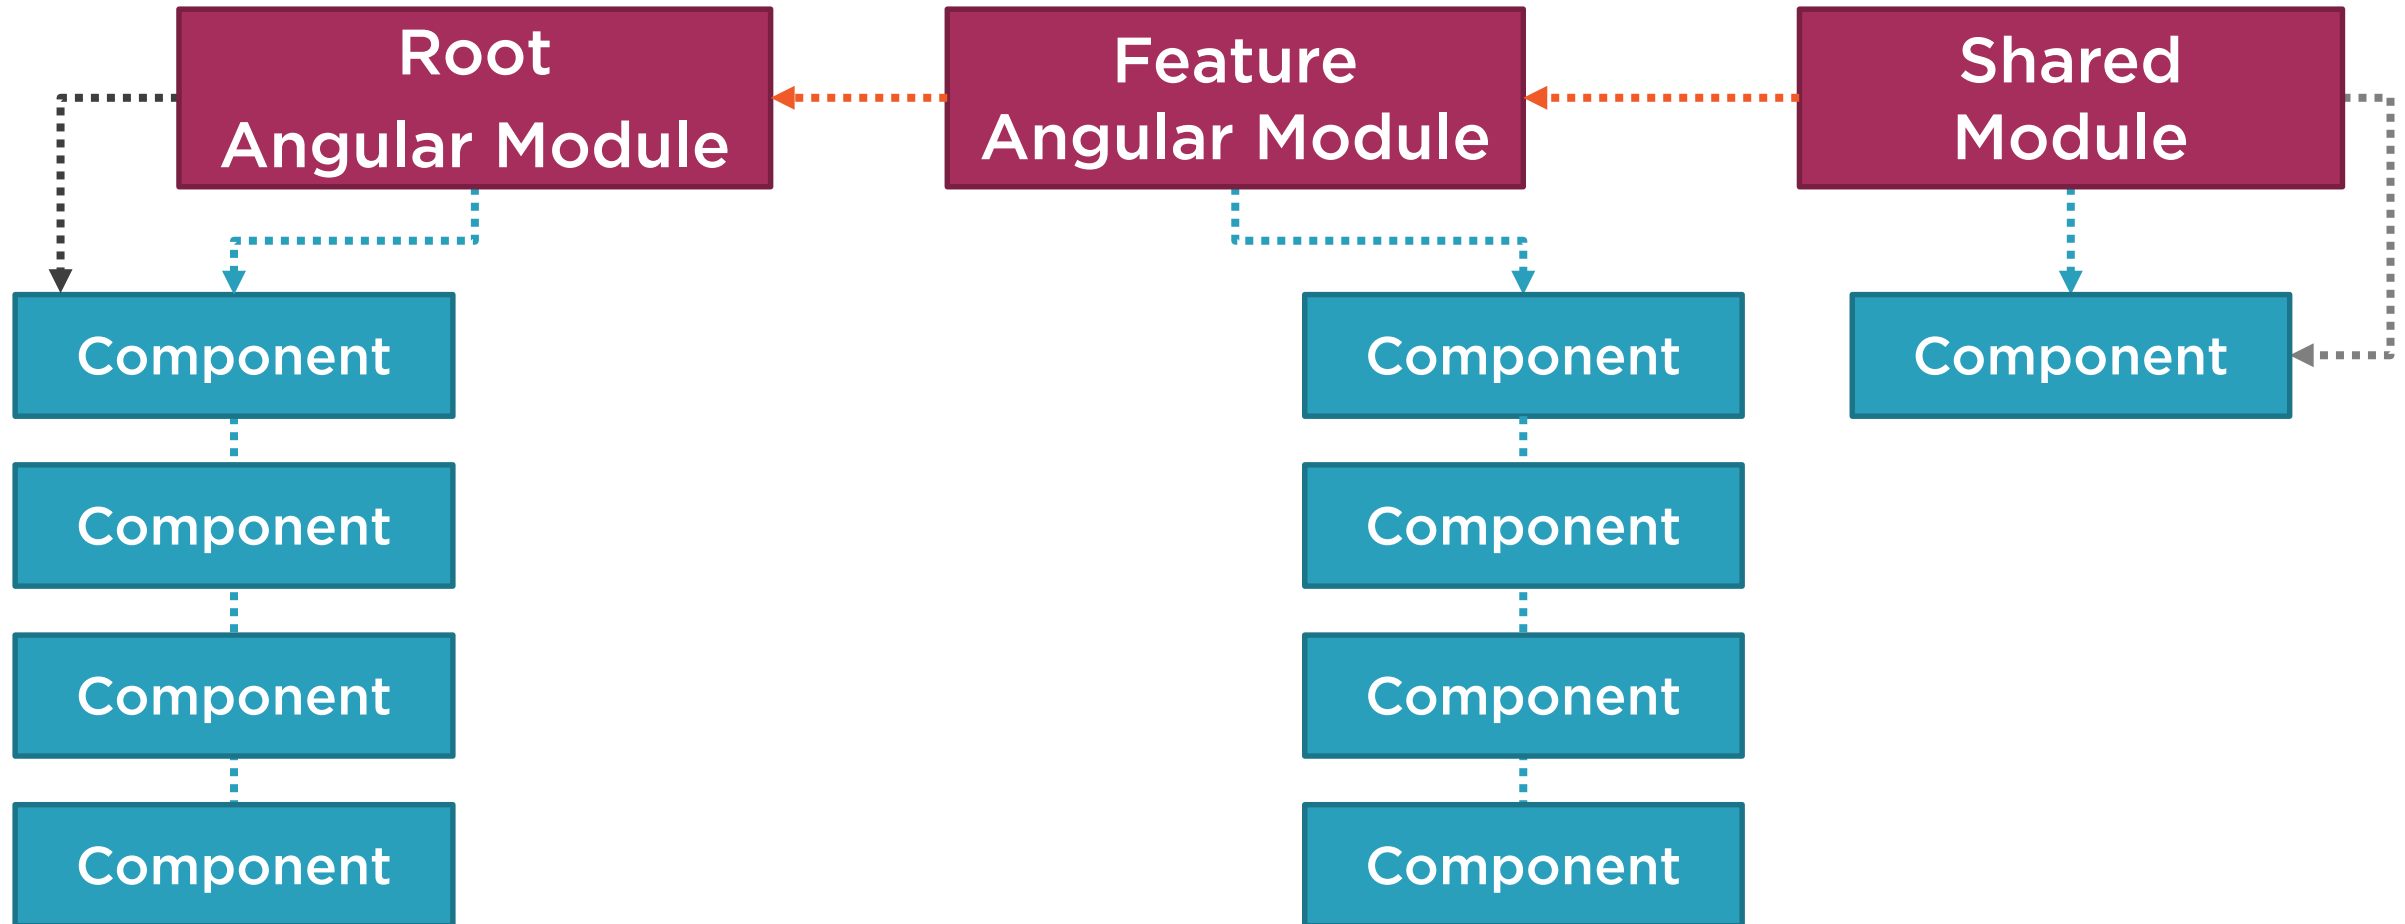 Root
Angular Module
Feature
Angular Module
Shared
Module
Component
Component
Component
Component
Component
Component
Component
Component
Component